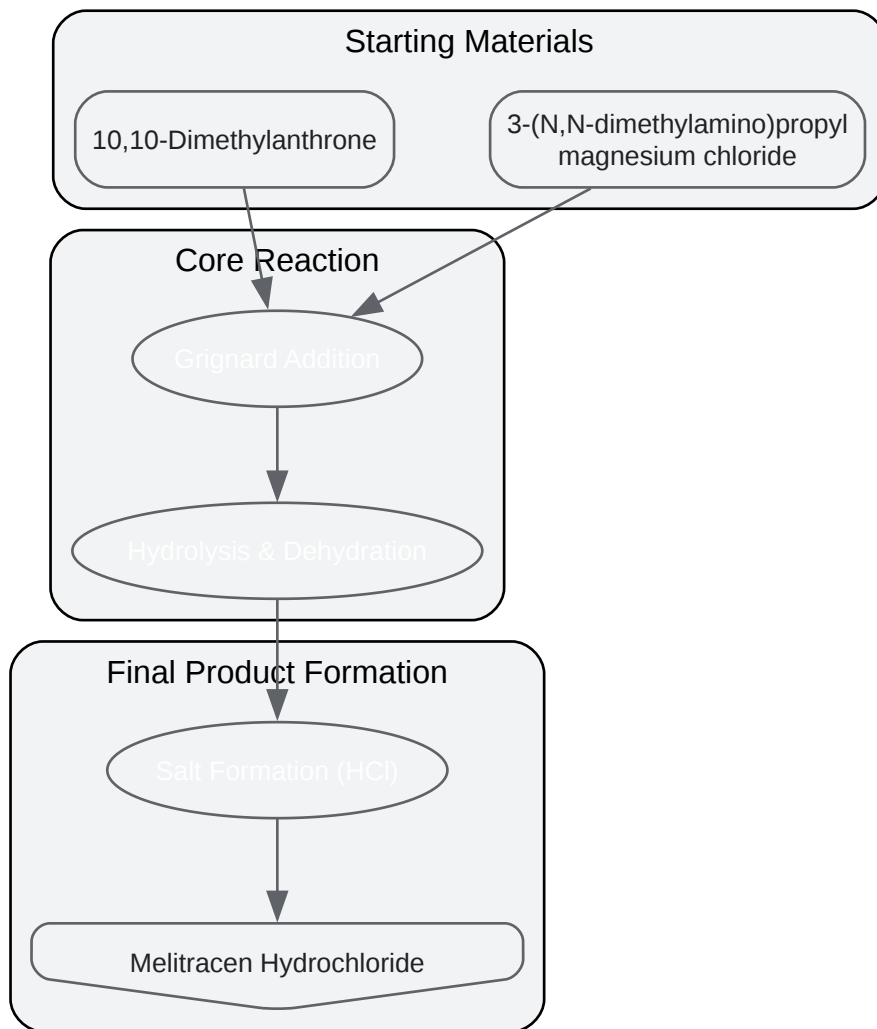 Starting Materials
10,10-Dimethylanthrone
3-(N,N-dimethylamino)propyl
magnesium chloride
Core Reaction
Grignard Addition
Hydrolysis & Dehydration
Final Product Formation
Salt Formation (HCl)
Melitracen Hydrochloride